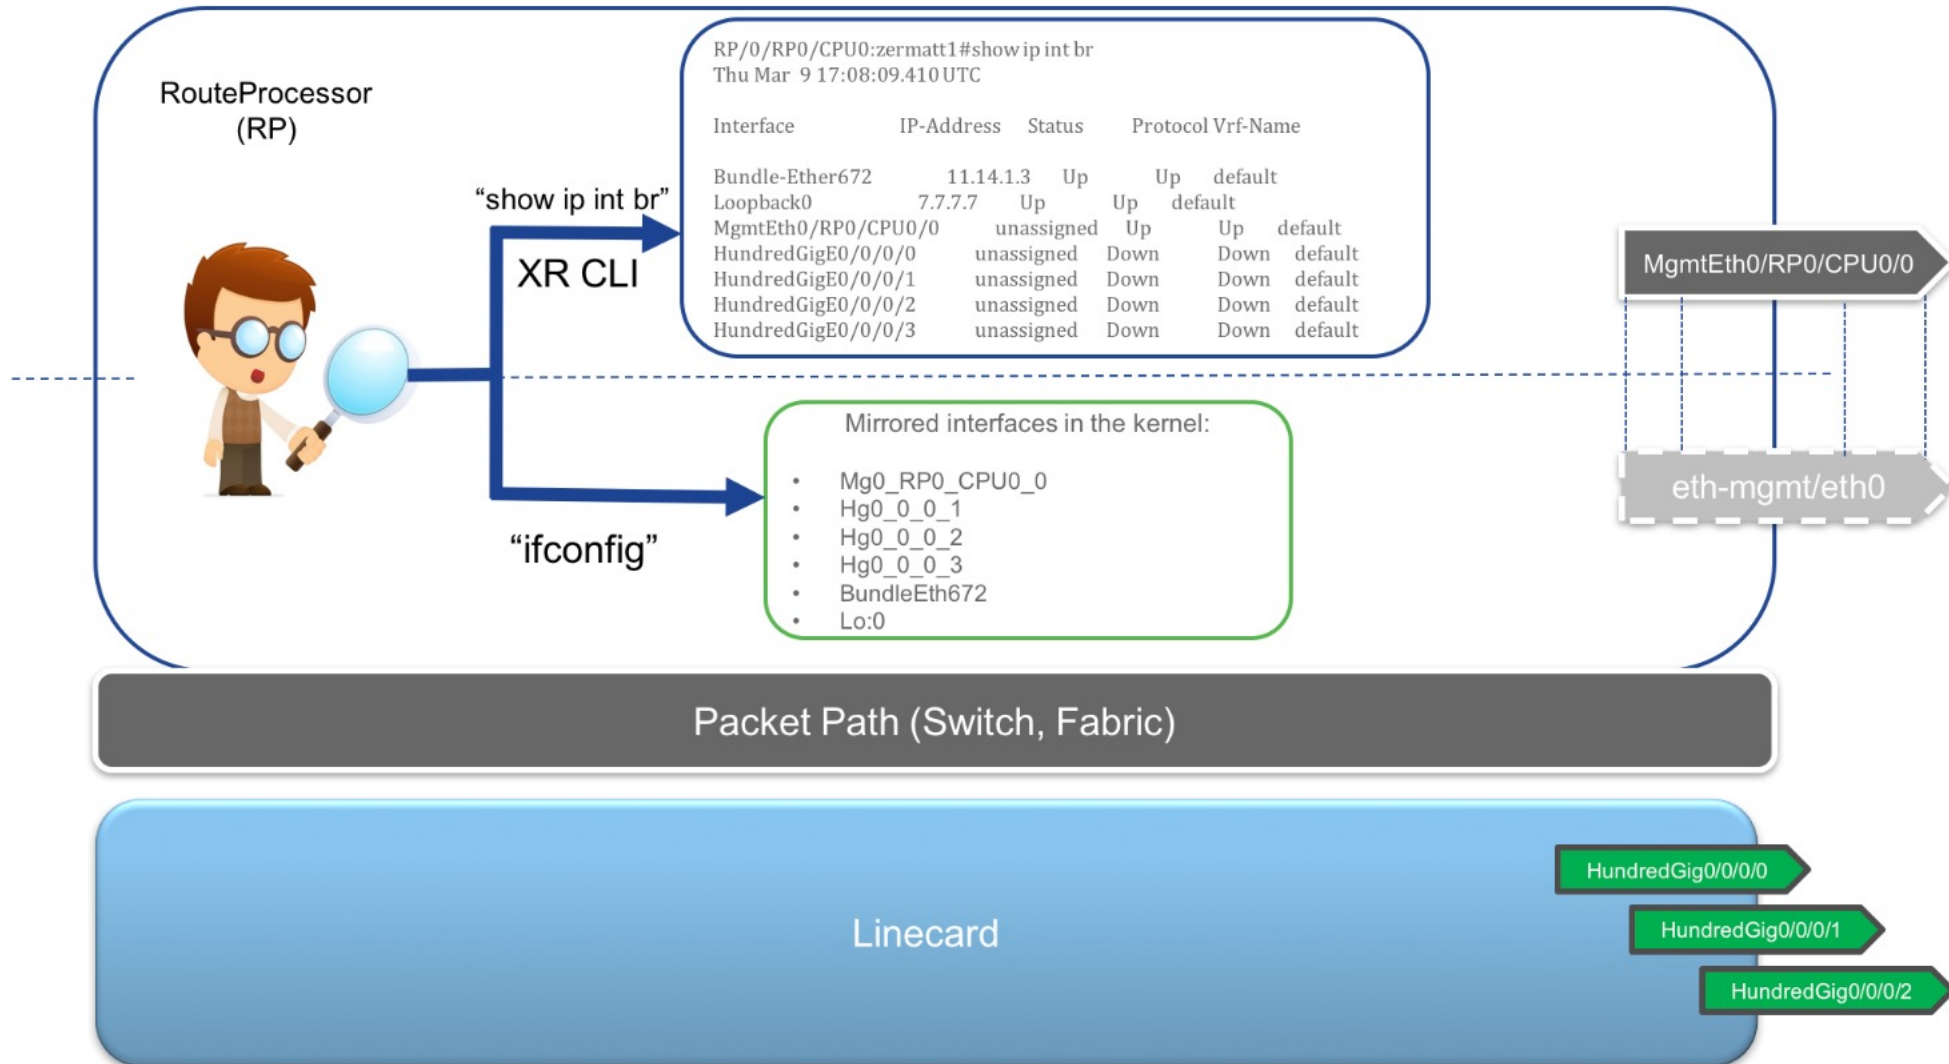 RouteProcessor
(RP)
RP/0/RP0/CPU0:zermatt1#show ip int br
Thu Mar 9 17:08:09.410 UTC
Interface IP-Address Status Protocol Vrf-Name
Bundle-Ether672 11.14.1.3 Up Up default
Loopback0 7.7.7.7 Up Up default
MgmtEth0/RP0/CPU0/0 unassigned Up Up default
HundredGigE0/0/0/0 unassigned Down Down default
HundredGigE0/0/0/1 unassigned Down Down default
HundredGigE0/0/0/2 unassigned Down Down default
HundredGigE0/0/0/3 unassigned Down Down default
“show ip int br”
XR CLI
MgmtEth0/RP0/CPU0/0
Mirrored interfaces in the kernel:
• Mg0_RP0_CPU0_0
• Hg0_0_0_1
• Hg0_0_0_2
• Hg0_0_0_3
• BundleEth672
• Lo:0
“ifconfig”
eth-mgmt/eth0
Packet Path (Switch, Fabric)
Linecard
HundredGig0/0/0/0
HundredGig0/0/0/1
HundredGig0/0/0/2